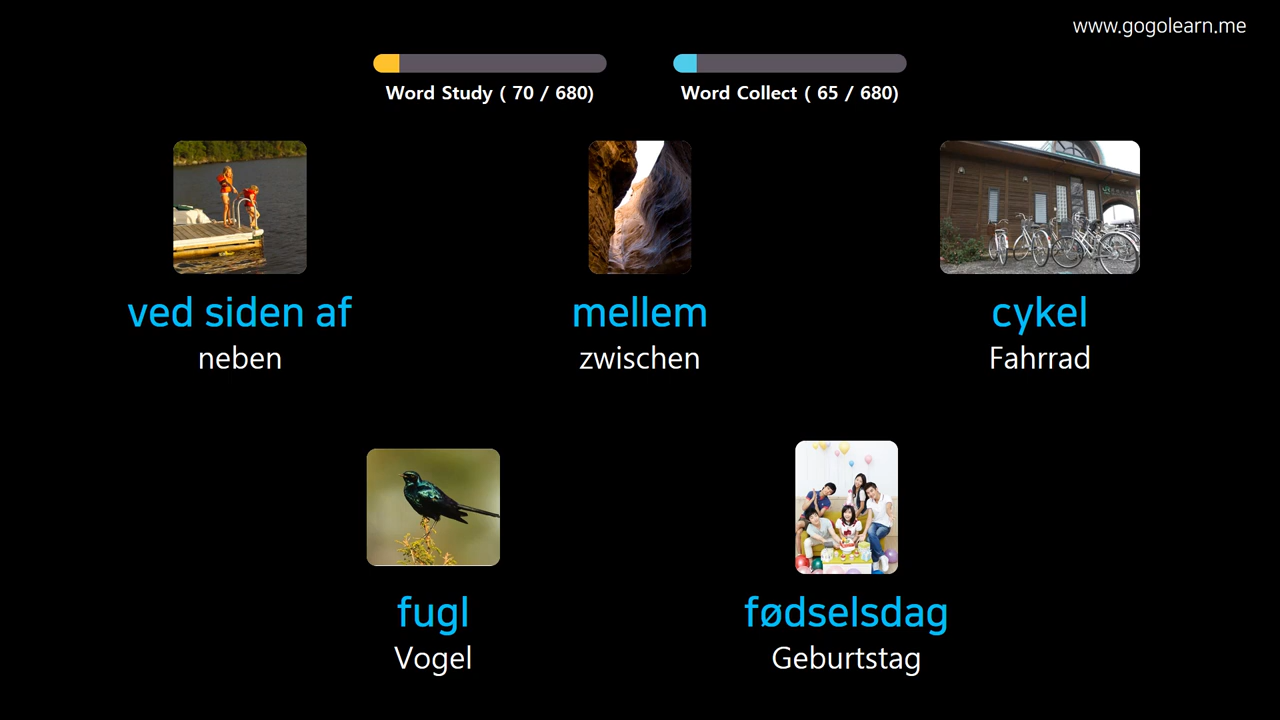 www.gogolearn.me
Word Study ( 70 / 680)
Word Collect ( 65 / 680)
ved siden af
neben
mellem
zwischen
cykel
Fahrrad
fugl
Vogel
fødselsdag
Geburtstag